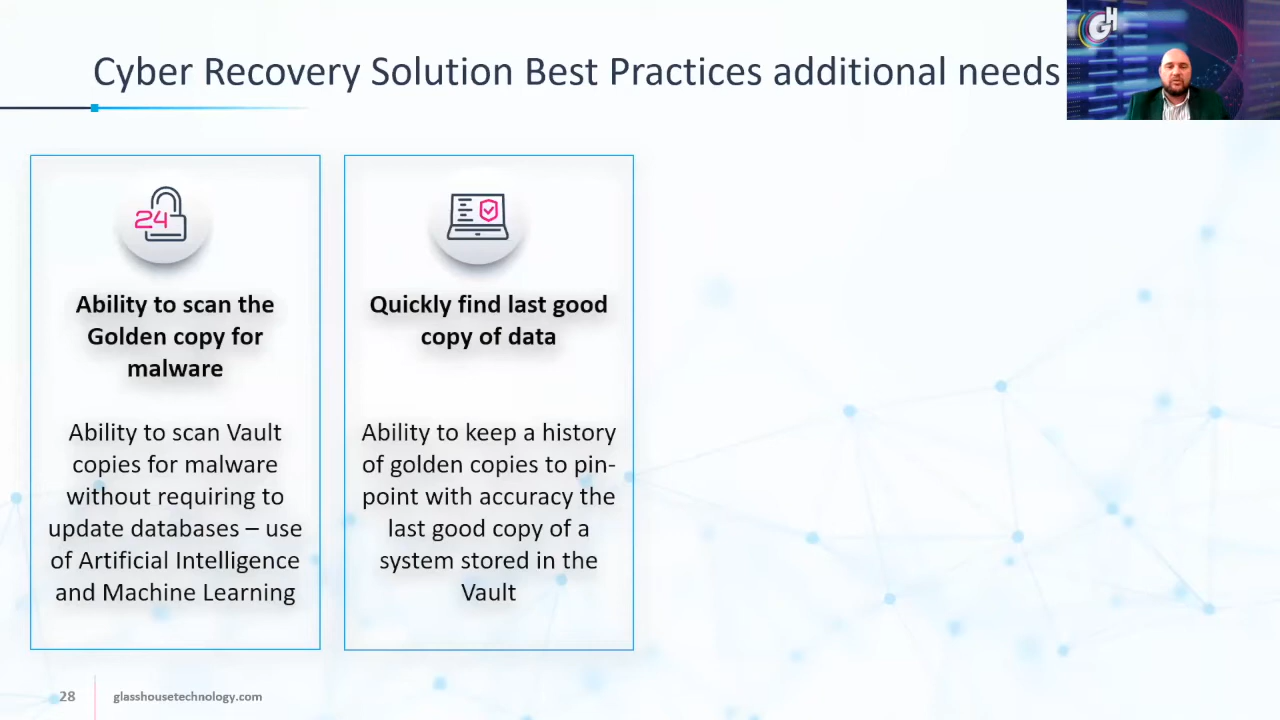 Cyber Recovery Solution Best Practices additional needs
GH
24
Ability to scan the
Golden copy for
malware
Ability to scan Vault
copies for malware
without requiring to
update databases – use
of Artificial Intelligence
and Machine Learning
Quickly find last good
copy of data
Ability to keep a history
of golden copies to pin-
point with accuracy the
last good copy of a
system stored in the
Vault
28
glasshousetechnology.com